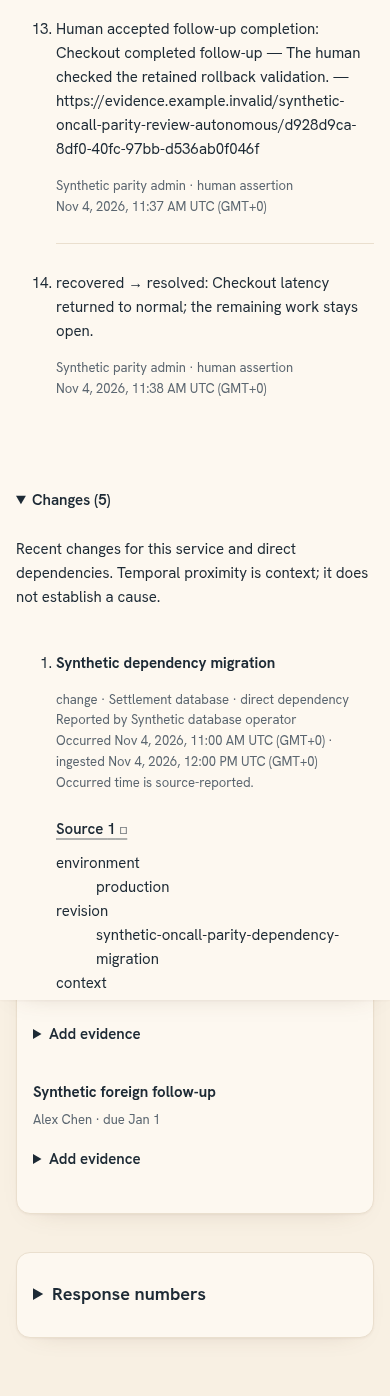 13. Human accepted follow-up completion:
Checkout completed follow-up — The human
checked the retained rollback validation. —
https://evidence.example.invalid/synthetic-
oncall-parity-review-autonomous/d928d9ca-
8df0-40fc-97bb-d536ab0f046f
Synthetic parity admin · human assertion
Nov 4, 2026, 11:37 AM UTC (GMT+0)
14. recovered → resolved: Checkout latency
returned to normal; the remaining work stays
open.
Synthetic parity admin · human assertion
Nov 4, 2026, 11:38 AM UTC (GMT+0)
▼ Changes (5)
Recent changes for this service and direct
dependencies. Temporal proximity is context; it does
not establish a cause.
1. Synthetic dependency migration
change · Settlement database · direct dependency
Reported by Synthetic database operator
Occurred Nov 4, 2026, 11:00 AM UTC (GMT+0) ·
ingested Nov 4, 2026, 12:00 PM UTC (GMT+0)
Occurred time is source-reported.
Source 1
environment
production
revision
synthetic-oncall-parity-dependency-
migration
context
▶ Add evidence
Synthetic foreign follow-up
Alex Chen · due Jan 1
▶ Add evidence
▶ Response numbers